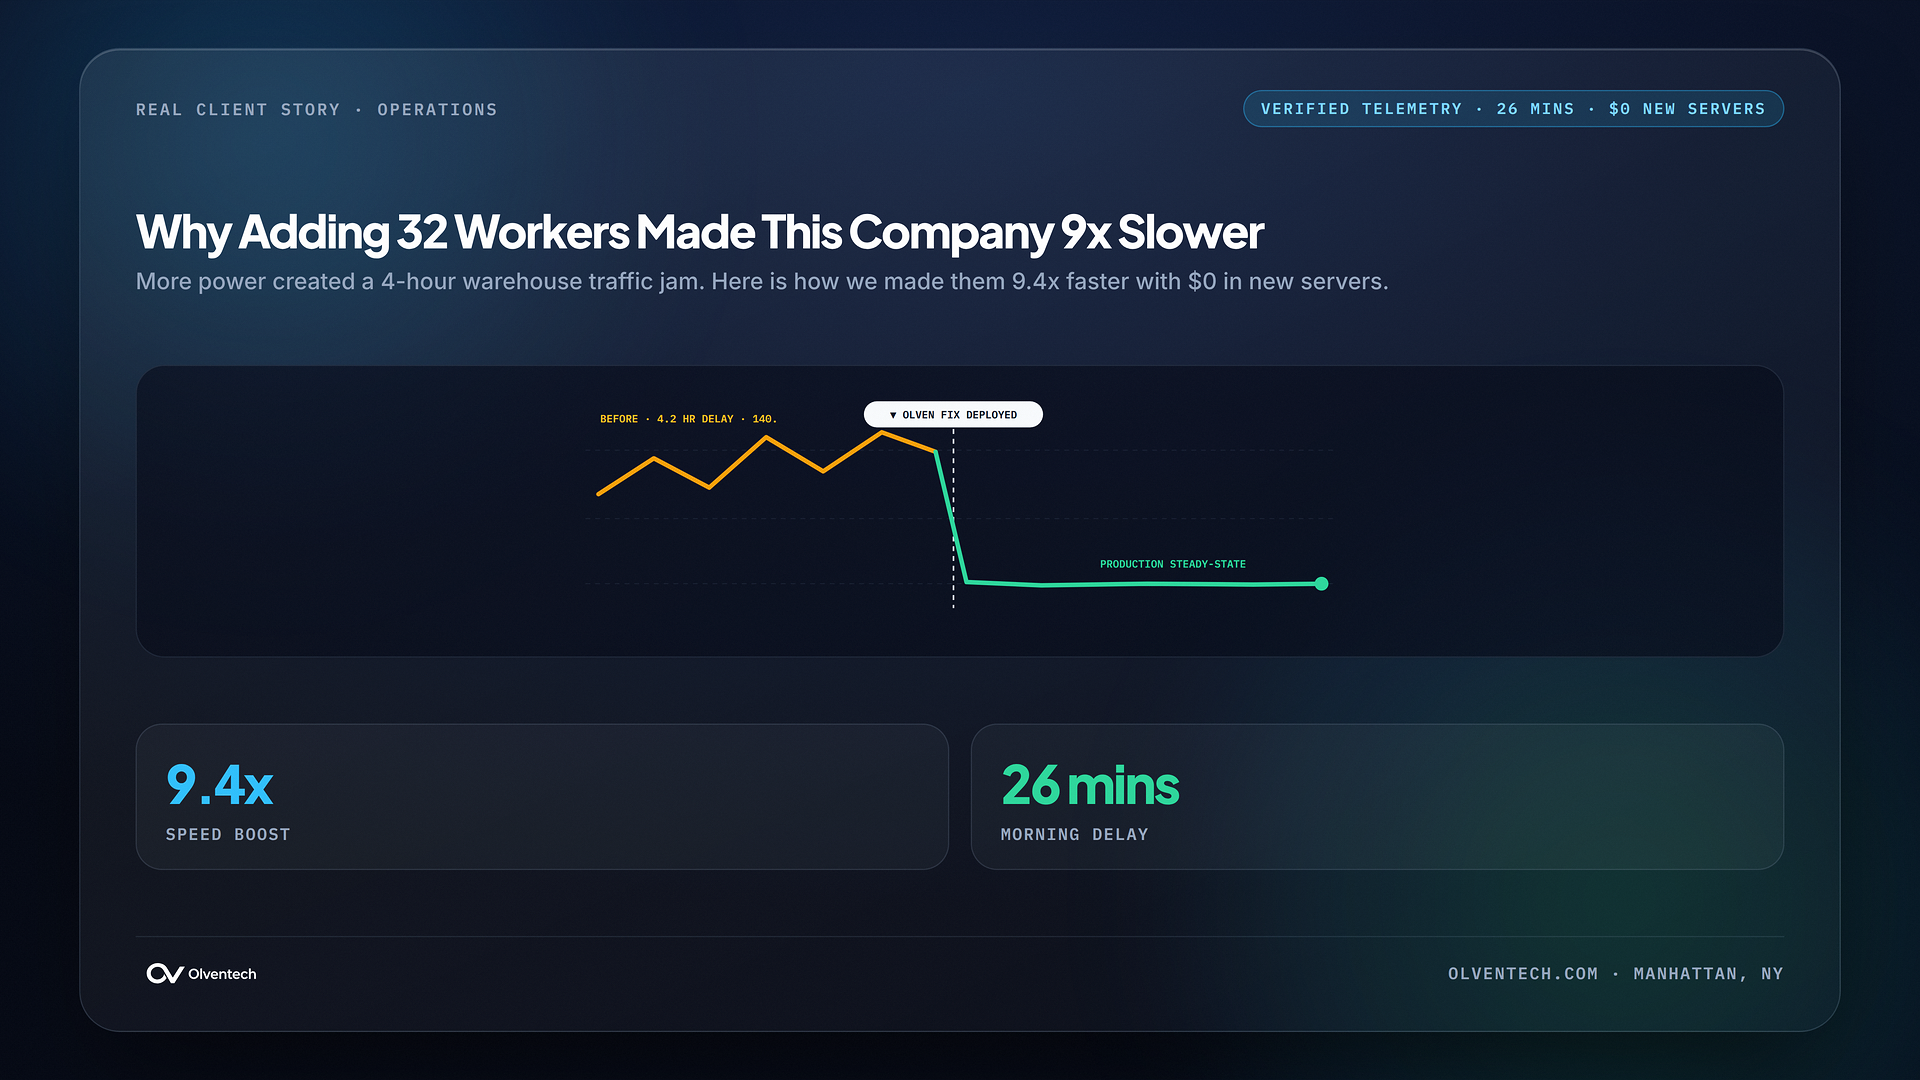 REAL CLIENT STORY · OPERATIONS
VERIFIED TELEMETRY · 26 MINS · $0 NEW SERVERS
Why Adding 32 Workers Made This Company 9x Slower
More power created a 4-hour warehouse traffic jam. Here is how we made them 9.4x faster with $0 in new servers.
BEFORE · 4.2 HR DELAY · 140.
▼ OLVEN FIX DEPLOYED
PRODUCTION STEADY-STATE
9.4x
SPEED BOOST
26 mins
MORNING DELAY
Olventech
OLVENTECH.COM · MANHATTAN, NY